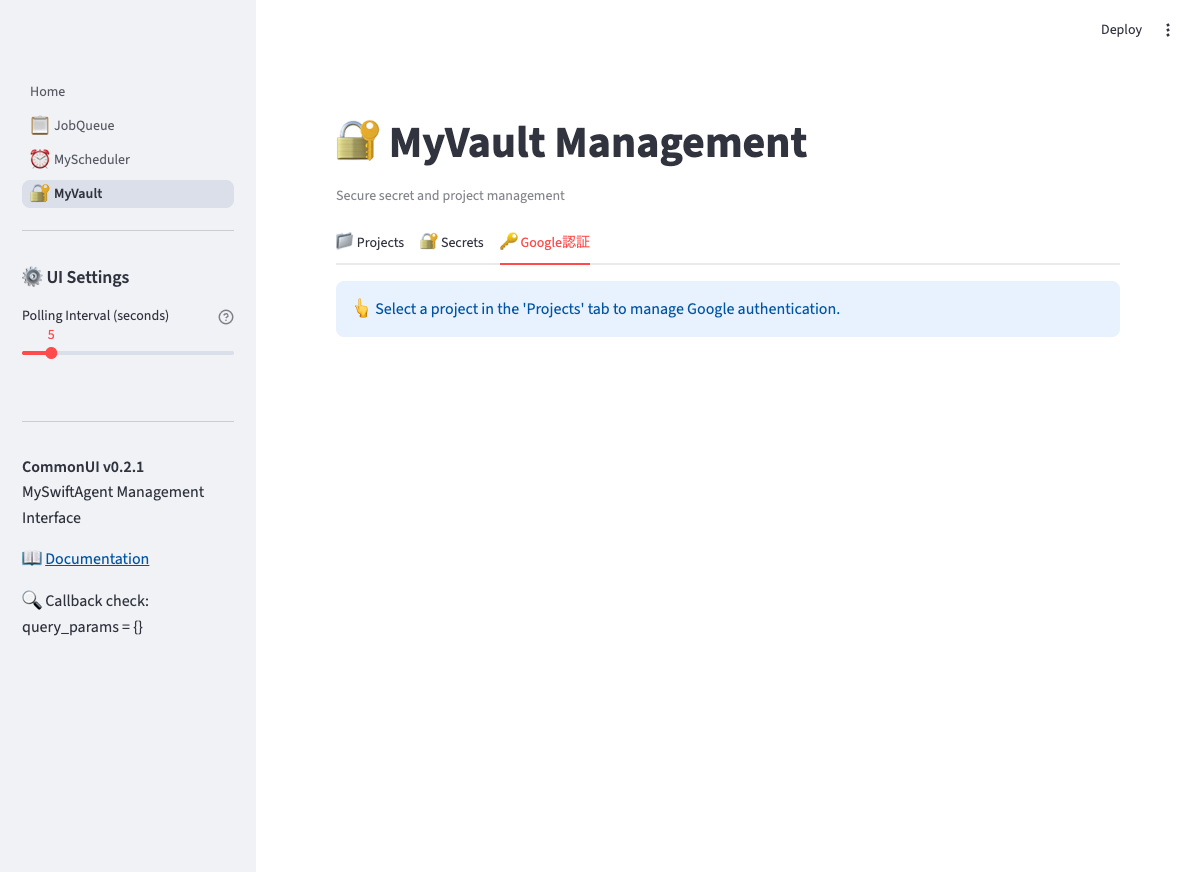 Deploy
Home
JobQueue
MyScheduler
MyVault
UI Settings
Polling Interval (seconds)
5
CommonUI v0.2.1
MySwiftAgent Management
Interface
Documentation
Callback check:
query_params = {}
MyVault Management
Secure secret and project management
Projects
Secrets
Google認証
Select a project in the 'Projects' tab to manage Google authentication.